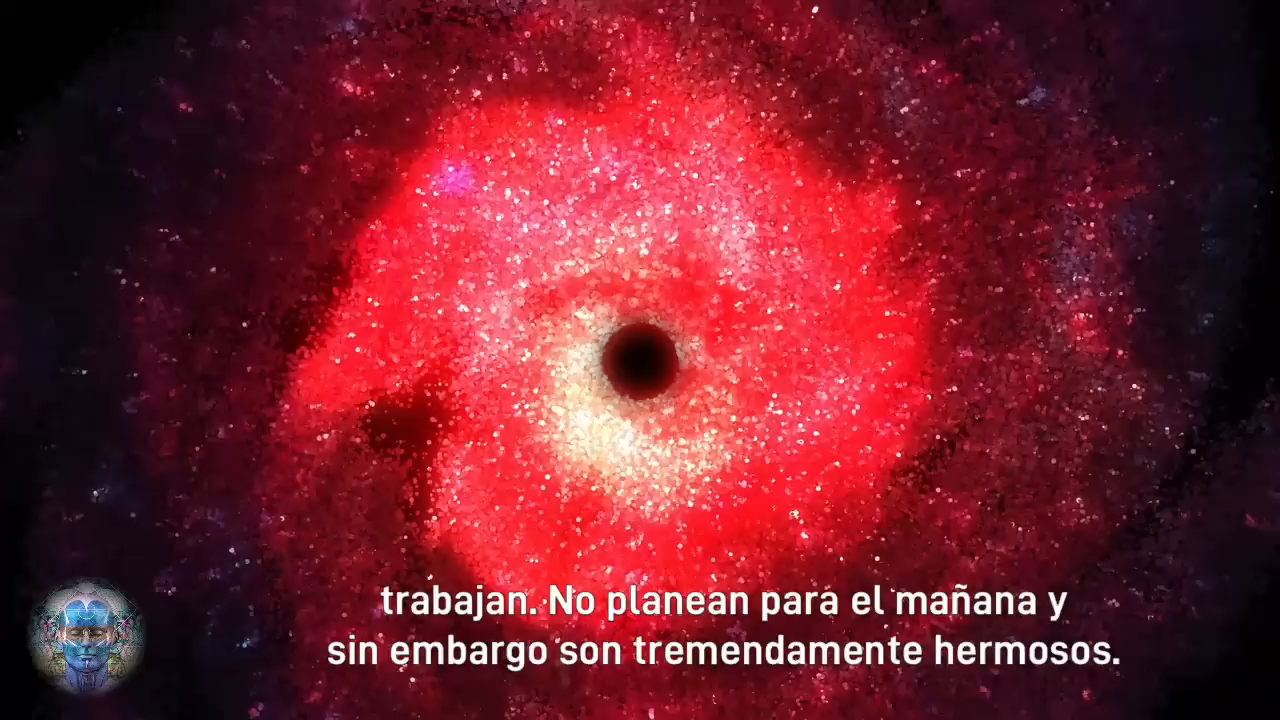 trabajan. No planean para el mañana y
sin embargo son tremendamente hermosos.